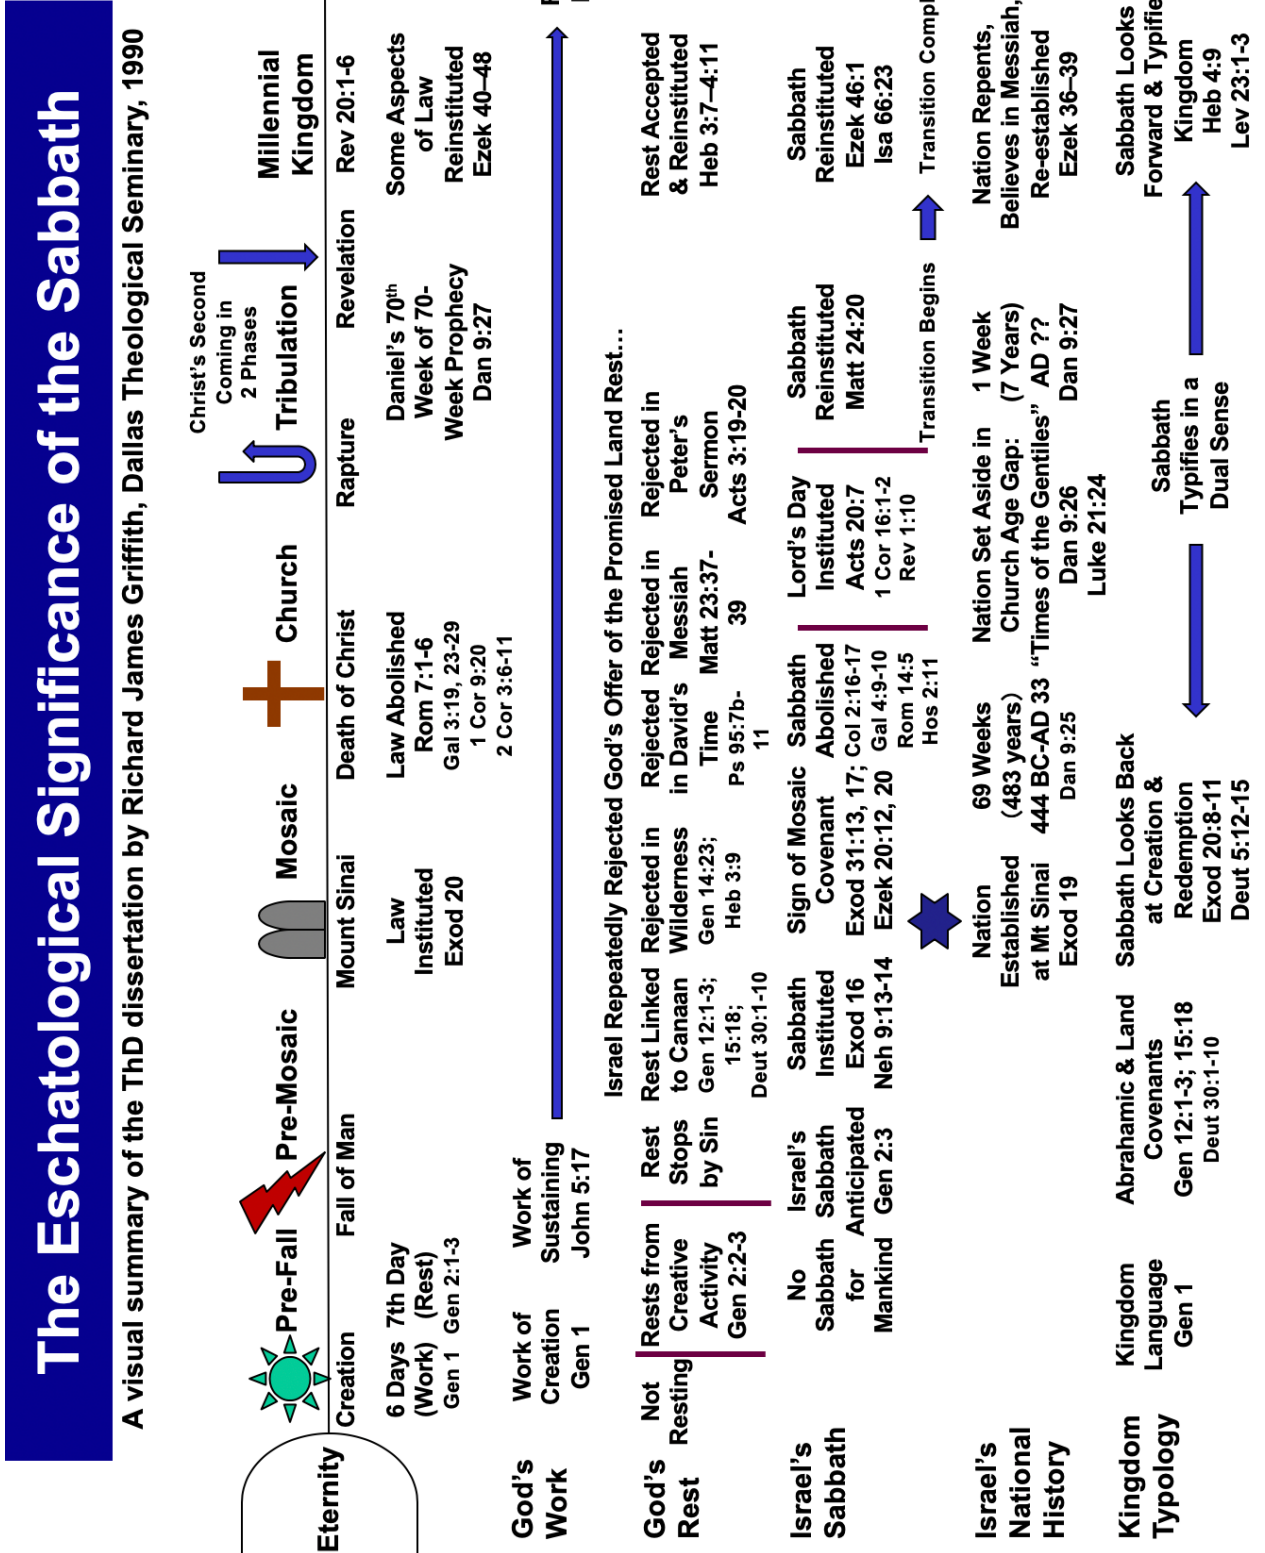 The Eschatological Significance of the Sabbath
A visual summary of the ThD dissertation by Richard James Griffith, Dallas Theological Seminary, 1990
Christ's Second
Coming in
2 Phases
Pre-Fall
Pre-Mosaic
Mosaic
Church
Tribulation
Millennial
Kingdom
Eternity
Creation
Fall of Man
Mount Sinai
Death of Christ
Rapture
Revelation
Rev 20:1-6
6 Days
(Work)
Gen 1
7th Day
(Rest)
Gen 2:1-3
Law
Instituted
Exod 20
Law Abolished
Rom 7:1-6
Gal 3:19, 23-29
1 Cor 9:20
2 Cor 3:6-11
Daniel's 70th
Week of 70-
Week Prophecy
Dan 9:27
Some Aspects
of Law
Reinstituted
Ezek 40–48
God's
Work
Work of
Creation
Gen 1
Work of
Sustaining
John 5:17
Israel Repeatedly Rejected God's Offer of the Promised Land Rest…
God's
Rest
Not
Resting
Rests from
Creative
Activity
Gen 2:2-3
Rest
Stops
by Sin
Rest Linked
to Canaan
Gen 12:1-3;
15:18;
Deut 30:1-10
Rejected in
Wilderness
Gen 14:23;
Heb 3:9
Rejected
in David's
Time
Ps 95:7b-
11
Rejected in
Messiah
Matt 23:37-
39
Rejected in
Peter's
Sermon
Acts 3:19-20
Rest Accepted
& Reinstituted
Heb 3:7–4:11
Israel's
Sabbath
No
Sabbath
for
Mankind
Israel's
Sabbath
Anticipated
Gen 2:3
Sabbath
Instituted
Exod 16
Neh 9:13-14
Sign of Mosaic
Covenant
Exod 31:13, 17;
Ezek 20:12, 20
Sabbath
Abolished
Col 2:16-17
Gal 4:9-10
Rom 14:5
Hos 2:11
Lord's Day
Instituted
Acts 20:7
1 Cor 16:1-2
Rev 1:10
Sabbath
Reinstituted
Matt 24:20
Sabbath
Reinstituted
Ezek 46:1
Isa 66:23
Transition Begins
Transition Compl
Israel's
National
History
Nation
Established
at Mt Sinai
Exod 19
69 Weeks
(483 years)
444 BC-AD 33
Dan 9:25
Nation Set Aside in
Church Age Gap:
“Times of the Gentiles”
Dan 9:26
Luke 21:24
1 Week
(7 Years)
AD ??
Dan 9:27
Nation Repents,
Believes in Messiah,
Re-established
Ezek 36–39
Kingdom
Typology
Kingdom
Language
Gen 1
Abrahamic & Land
Covenants
Gen 12:1-3; 15:18
Deut 30:1-10
Sabbath Looks Back
at Creation &
Redemption
Exod 20:8-11
Deut 5:12-15
Sabbath
Typifies in a
Dual Sense
Sabbath Looks
Forward & Typifie
Kingdom
Heb 4:9
Lev 23:1-3